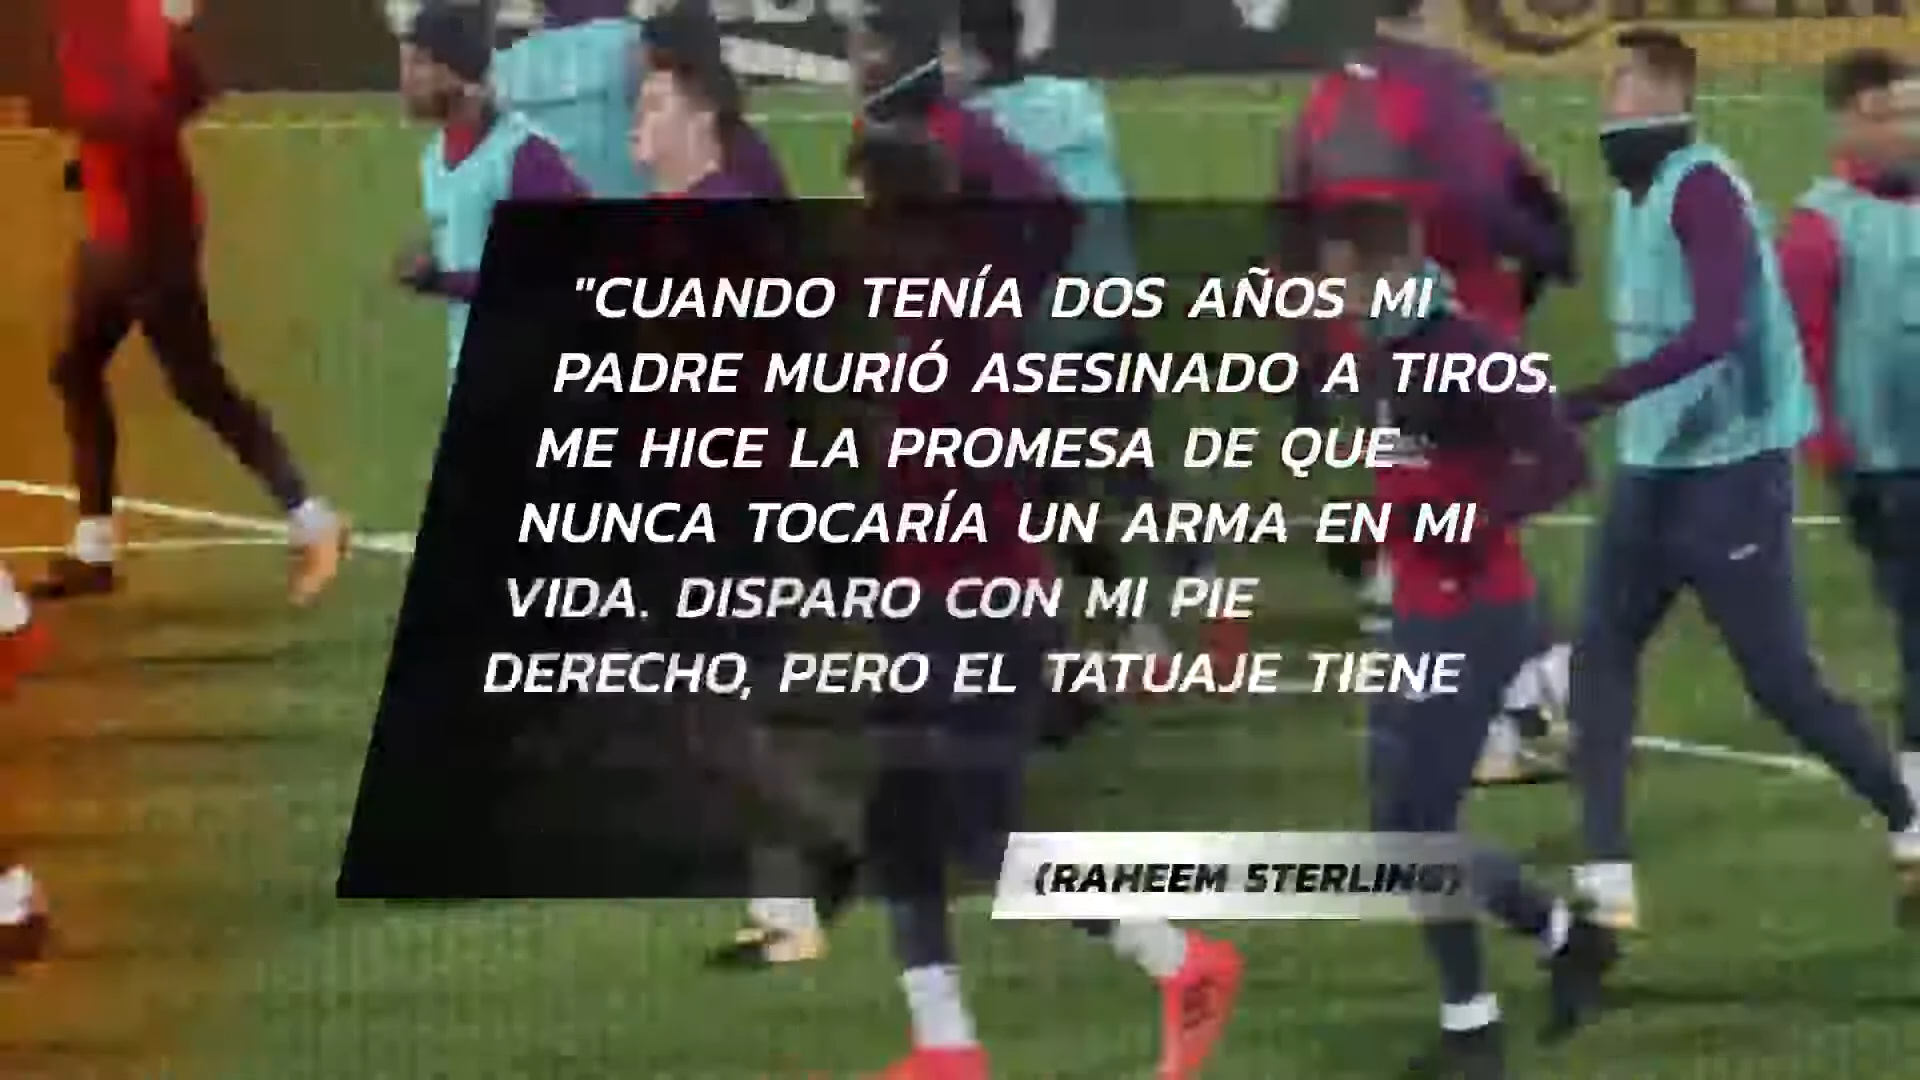 "CUANDO TENÍA DOS AÑOS MI
PADRE MURIÓ ASESINADO A TIROS.
ME HICE LA PROMESA DE QUE
NUNCA TOCARÍA UN ARMA EN MI
VIDA. DISPARO CON MI PIE
DERECHO, PERO EL TATUAJE TIENE
(RAHEEM STERLING)